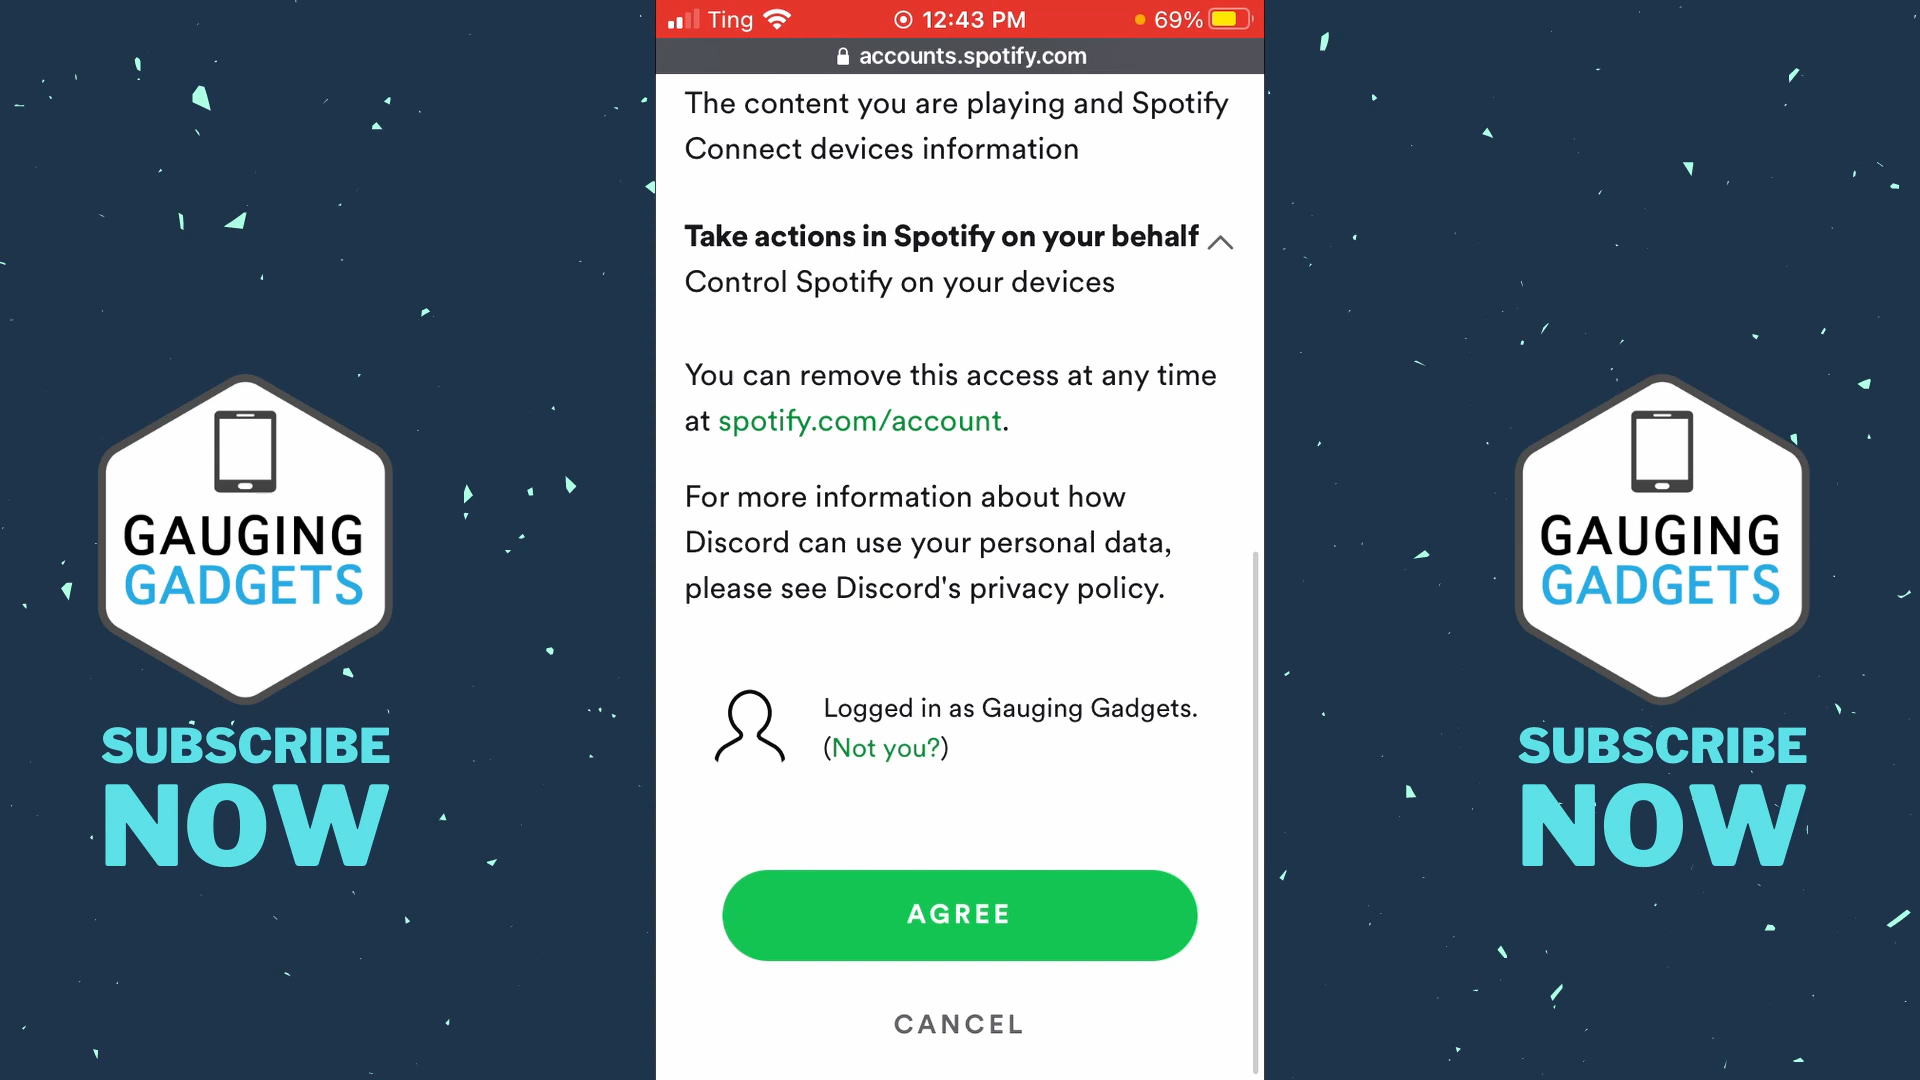 Ting
12:43 PM
69%
accounts.spotify.com
The content you are playing and Spotify
Connect devices information
Take actions in Spotify on your behalf
Control Spotify on your devices
You can remove this access at any time
at spotify.com/account.
For more information about how
Discord can use your personal data,
please see Discord's privacy policy.
Logged in as Gauging Gadgets.
(Not you?)
AGREE
CANCEL
GAUGING
GADGETS
SUBSCRIBE
NOW
GAUGING
GADGETS
SUBSCRIBE
NOW